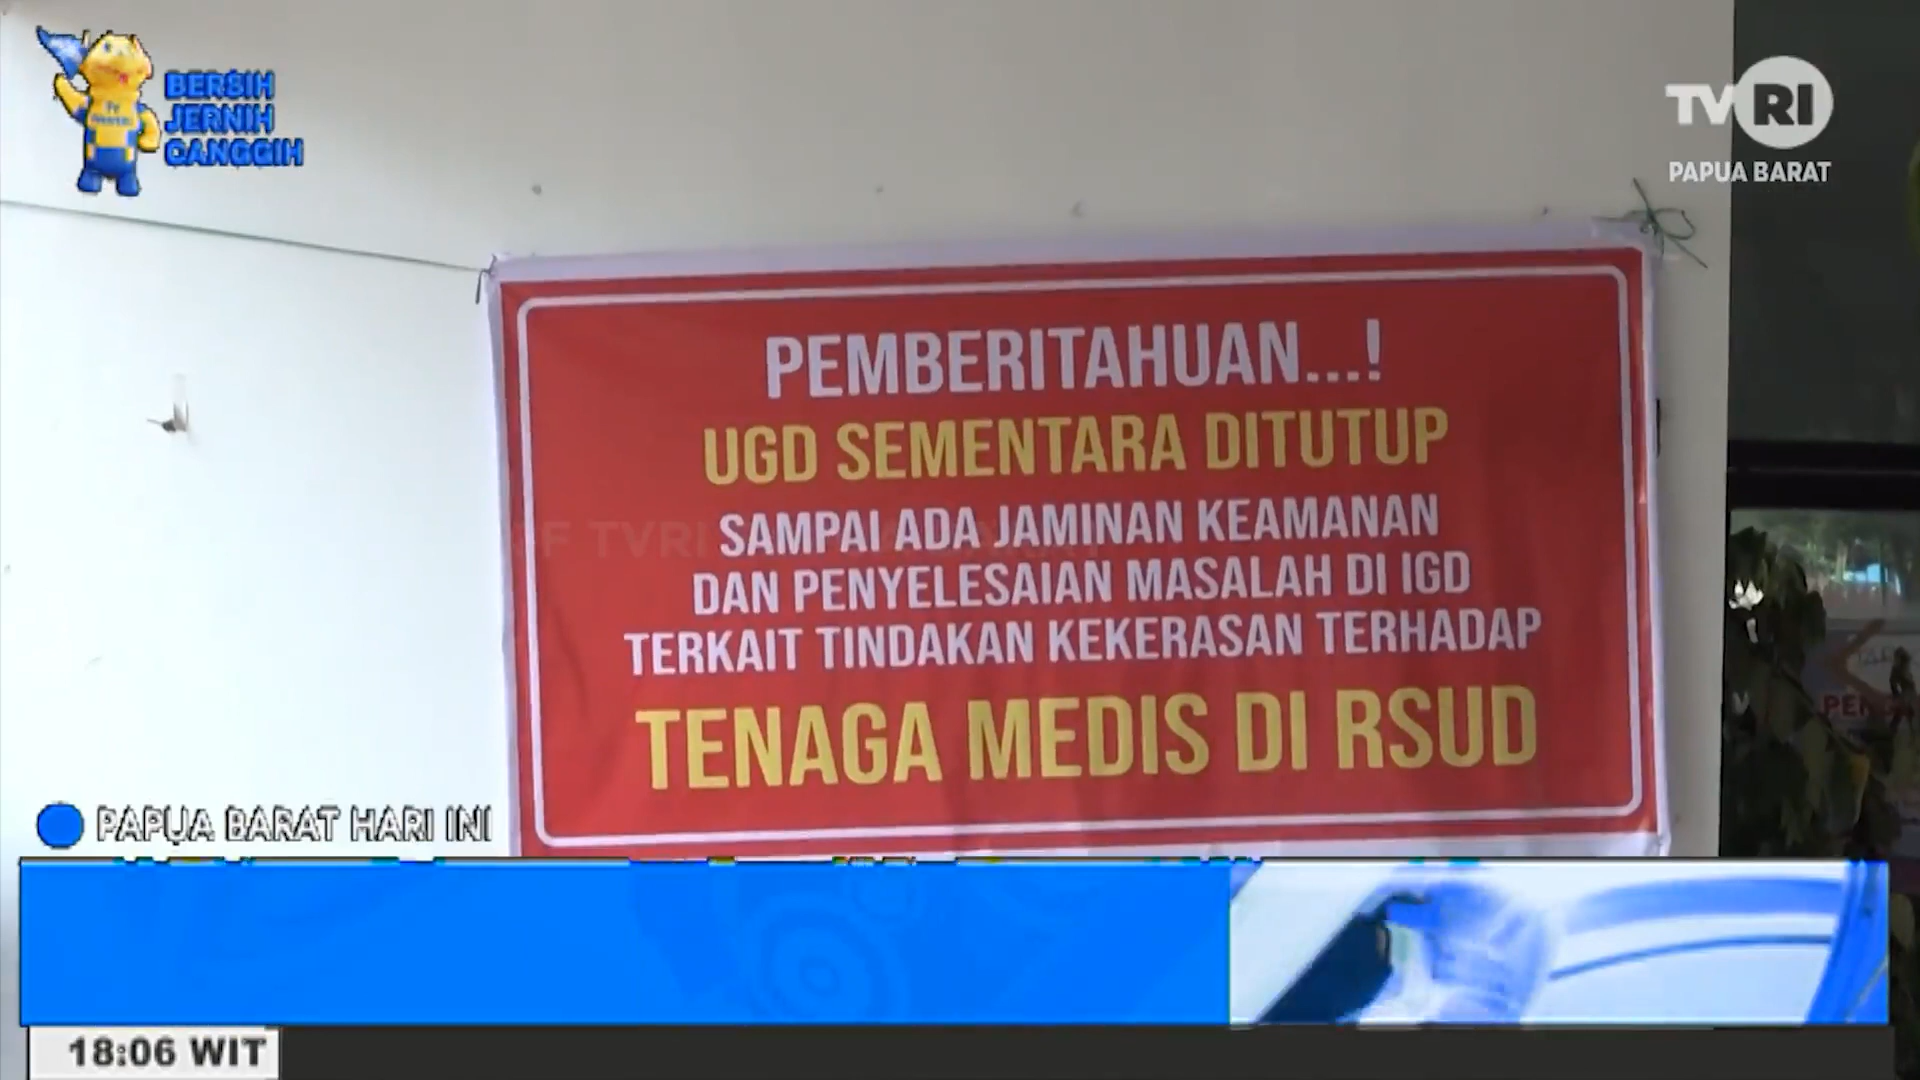 BERSIH
JERNIH
CANGGIH
TVRI
PAPUA BARAT
PEMBERITAHUAN...!
UGD SEMENTARA DITUTUP
SAMPAI ADA JAMINAN KEAMANAN
DAN PENYELESAIAN MASALAH DI IGD
TERKAIT TINDAKAN KEKERASAN TERHADAP
TENAGA MEDIS DI RSUD
PAPUA BARAT HARI INI
18:06 WIT